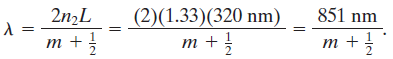 λ = 2n₂L / (m + 1/2) = (2)(1.33)(320 nm) / (m + 1/2) = 851 nm / (m + 1/2).